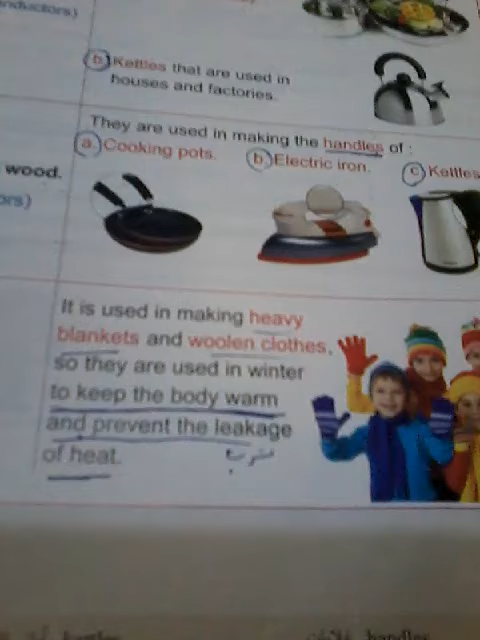 nductors)
b. Kettles that are used in
houses and factories.
They are used in making the handles of :
a. Cooking pots.
b. Electric iron.
c Kettles
wood.
ors)
It is used in making heavy
blankets and woolen clothes,
so they are used in winter
to keep the body warm
and prevent the leakage
of heat.